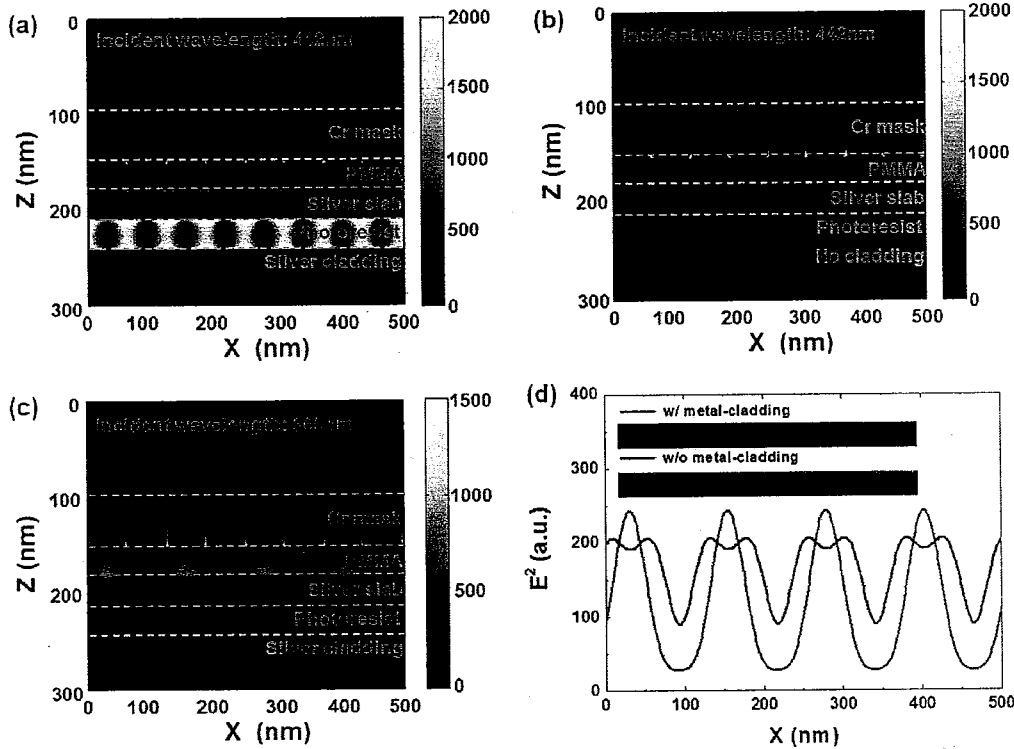 (a)
2000
1500
1000
500
0
Incident wavelength: 442nm
Cr mask
PMMA
Silver slab
Photoresist
Silver cladding
0
100
200
300
Z (nm)
0 100 200 300 400 500
X (nm)
(b)
2000
1500
1000
500
0
Incident wavelength: 442nm
Cr mask
PMMA
Silver slab
Photoresist
No cladding
0
100
200
300
Z (nm)
0 100 200 300 400 500
X (nm)
(c)
1500
1000
500
0
Incident wavelength:
Cr mask
PMMA
Silver slab
Photoresist
Silver cladding
0
100
200
300
Z (nm)
0 100 200 300 400 500
X (nm)
(d)
400
300
200
100
0
E² (a.u.)
w/ metal-cladding
w/o metal-cladding
0 100 200 300 400 500
X (nm)